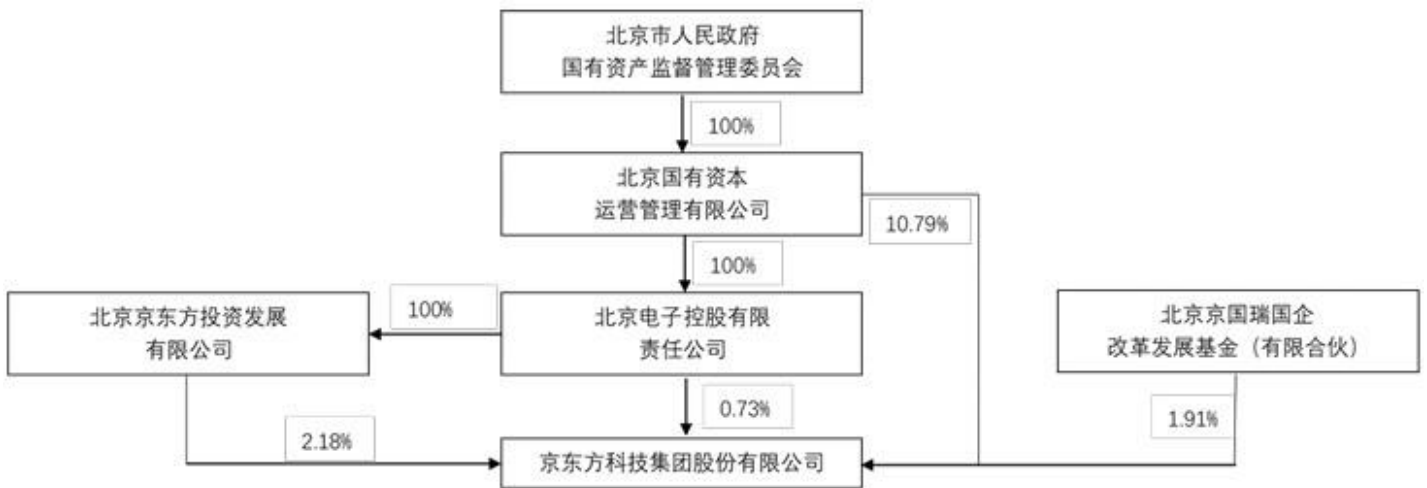 北京市人民政府
国有资产监督管理委员会
100%
北京国有资本
运营管理有限公司
10.79%
100%
北京京东方投资发展
有限公司
100%
北京电子控股有限
责任公司
北京京国瑞国企
改革发展基金（有限合伙）
0.73%
1.91%
2.18%
京东方科技集团股份有限公司